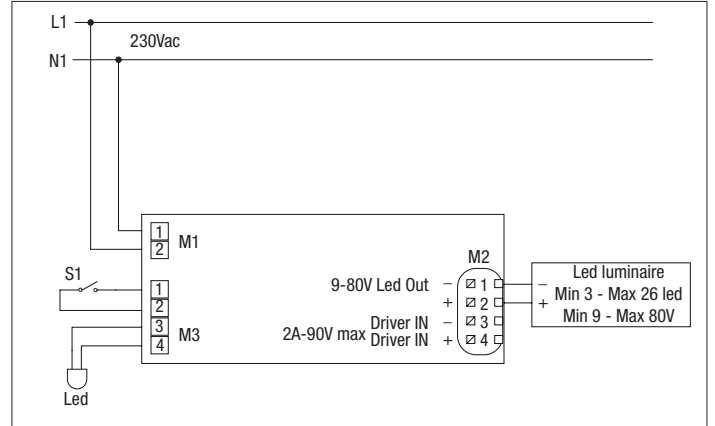 L1
230Vac
N1
1
2
M1
S1
1
2
3
4
M3
Led
M2
9-80V Led Out
2A-90V max
Driver IN
Driver IN
− 1
+ 2
− 3
+ 4
Led luminaire
− Min 3 - Max 26 led
+ Min 9 - Max 80V